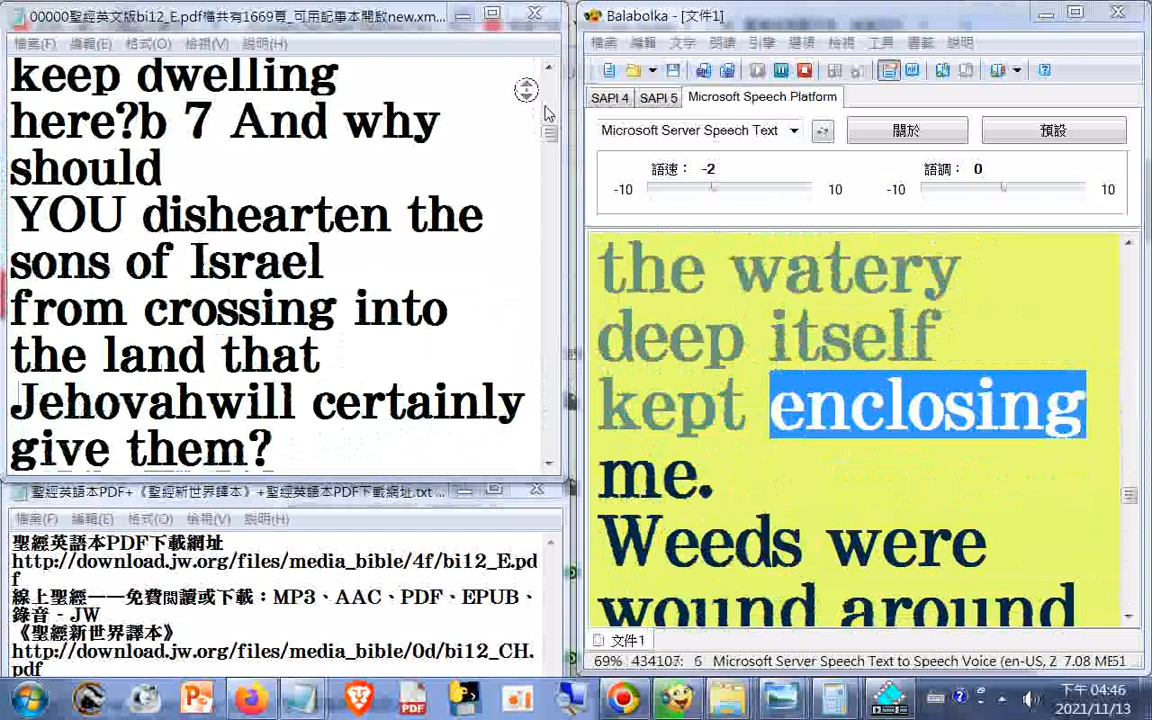 00000聖經英文版bi12_E.pdf檔共有1669頁_可用記事本開啟new.xm...
檔案(F) 編輯(E) 格式(O) 檢視(V) 說明(H)
keep dwelling
here?b 7 And why
should
YOU dishearten the
sons of Israel
from crossing into
the land that
Jehovahwill certainly
give them?
聖經英語本PDF+《聖經新世界譯本》+聖經英語本PDF下載網址.txt ...
檔案(F) 編輯(E) 格式(O) 檢視(V) 說明(H)
聖經英語本PDF下載網址
http://download.jw.org/files/media_bible/4f/bi12_E.pd
f
線上聖經——免費閱讀或下載：MP3、AAC、PDF、EPUB、
錄音 - JW
《聖經新世界譯本》
http://download.jw.org/files/media_bible/0d/bi12_CH.
pdf
Balabolka - [文件1]
檔案 編輯 文字 朗讀 引擎 選項 檢視 工具 書籤 說明
SAPI 4 SAPI 5 Microsoft Speech Platform
Microsoft Server Speech Text 關於 預設
語速： -2 語調： 0
-10 10 -10 10
the watery
deep itself
kept enclosing
me.
Weeds were
wound around
文件1
69% 434107: 6 Microsoft Server Speech Text to Speech Voice (en-US, Z 7.08 ME51
下午 04:46
2021/11/13